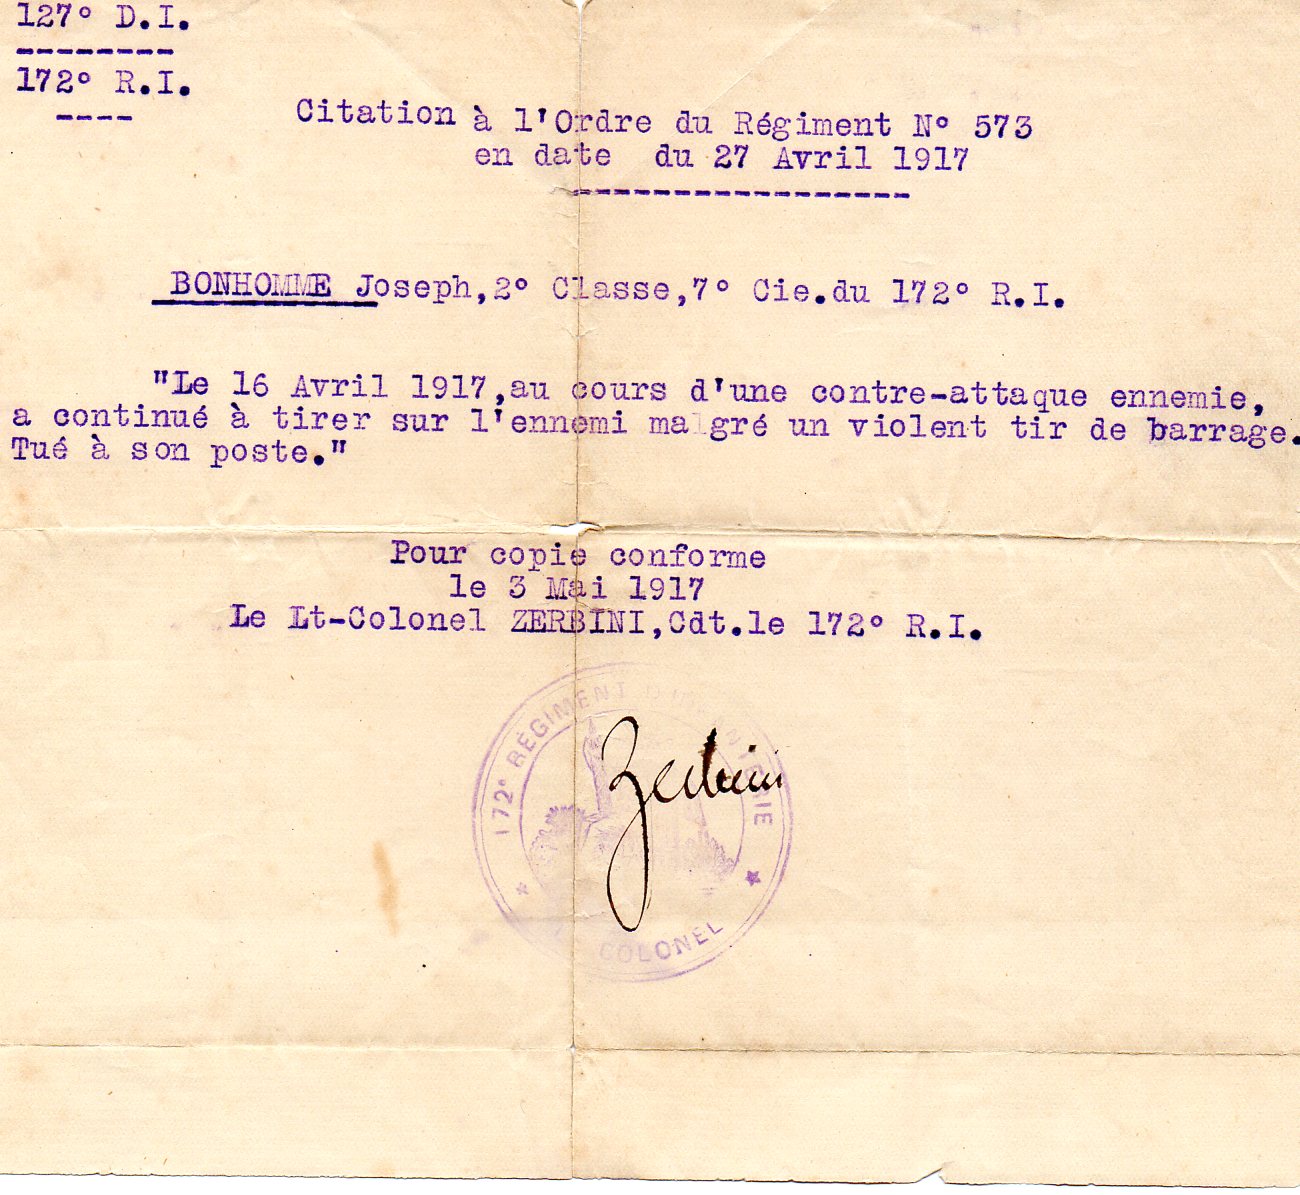 127° D.I.
--------
172° R.I.
----
Citation à l'Ordre du Régiment N° 573
en date du 27 Avril 1917
-----------------
BONHOMME Joseph,2° Classe,7° Cie.du 172° R.I.
"Le 16 Avril 1917,au cours d'une contre-attaque ennemie,
a continué à tirer sur l'ennemi malgré un violent tir de barrage.
Tué à son poste."
Pour copie conforme
le 3 Mai 1917
Le Lt-Colonel ZERBINI,Cdt.le 172° R.I.
172° RÉGIMENT D'INFANTERIE
Zerbini
COLONEL